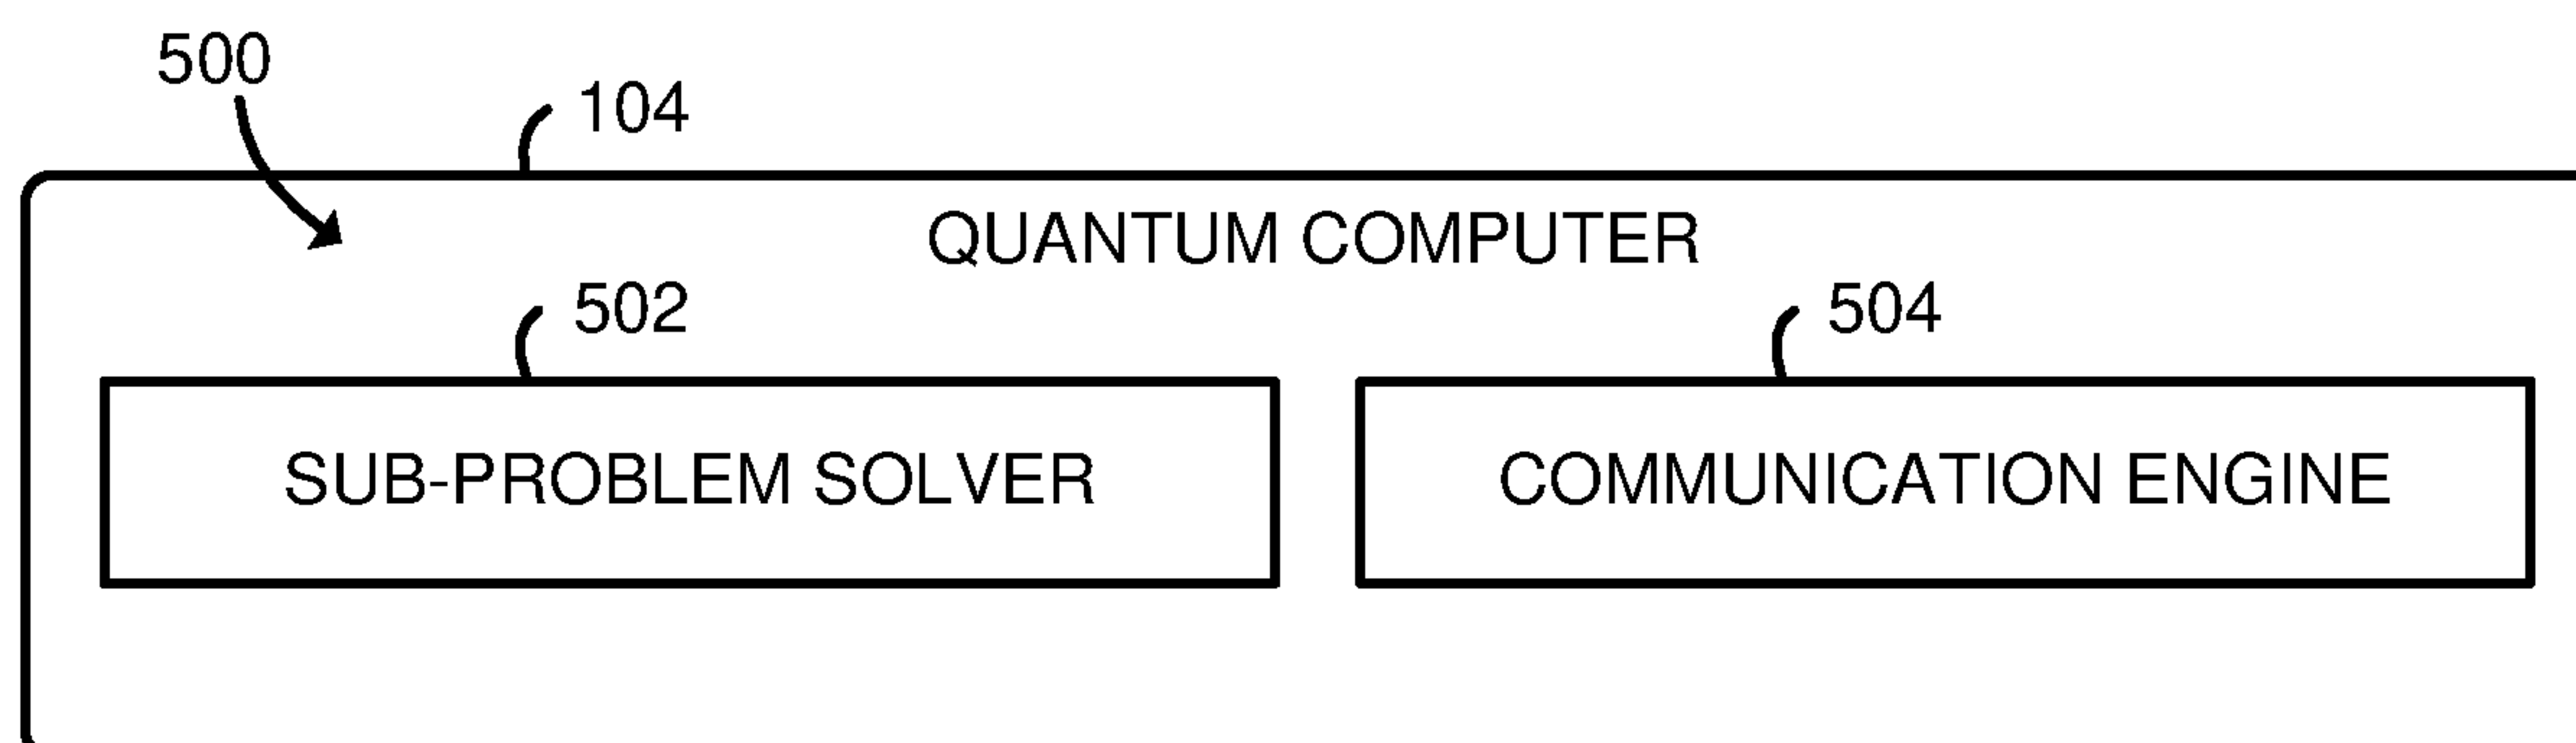 500
104
QUANTUM COMPUTER
502
504
SUB-PROBLEM SOLVER
COMMUNICATION ENGINE